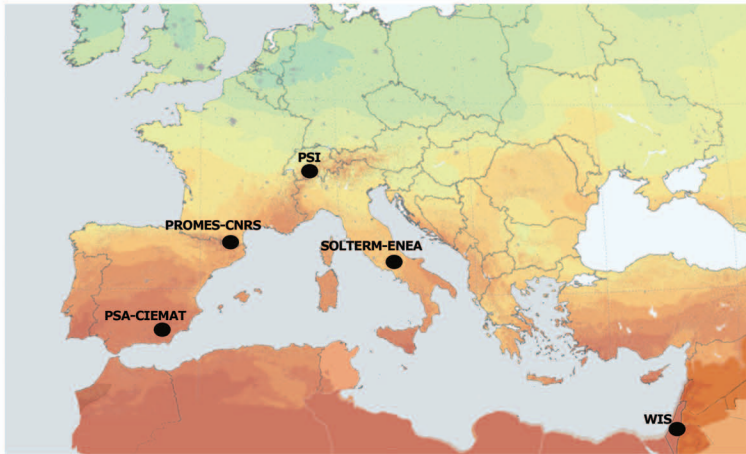 PSI
PROMES-CNRS
SOLTERM-ENEA
PSA-CIEMAT
WIS